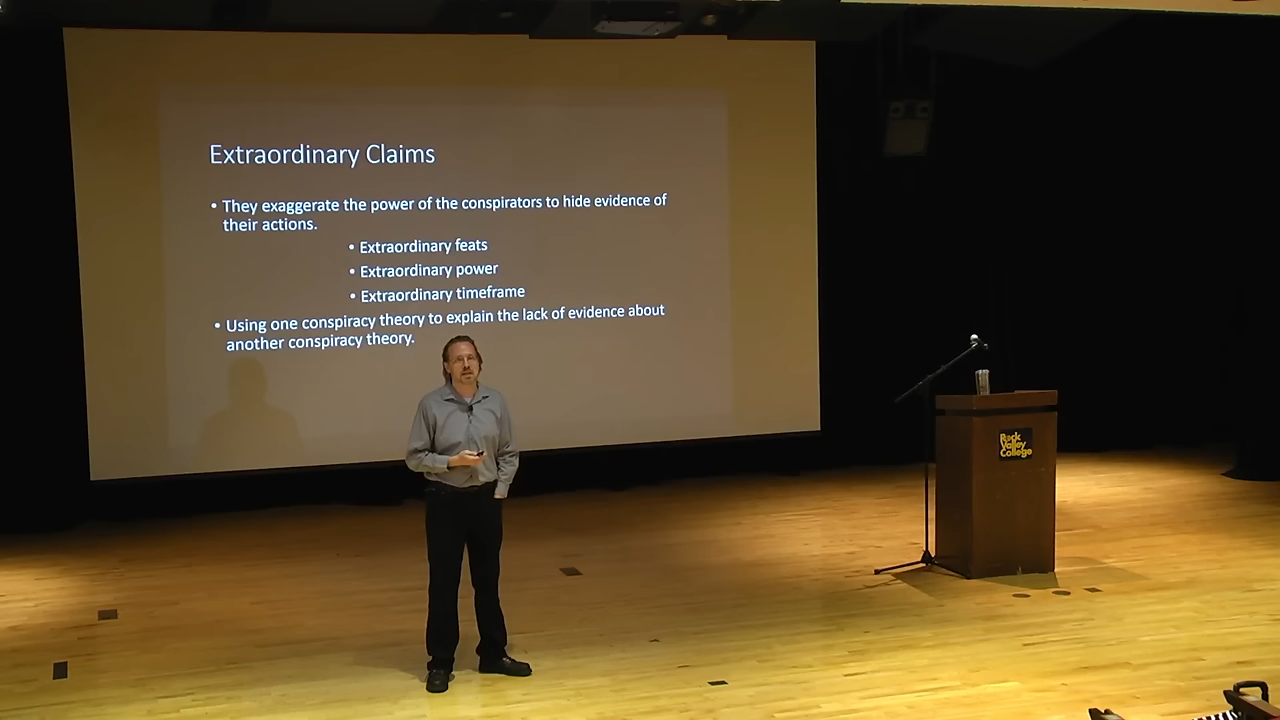 Extraordinary Claims
• They exaggerate the power of the conspirators to hide evidence of
their actions.
• Extraordinary feats
• Extraordinary power
• Extraordinary timeframe
• Using one conspiracy theory to explain the lack of evidence about
another conspiracy theory.
Rock
Valley
College